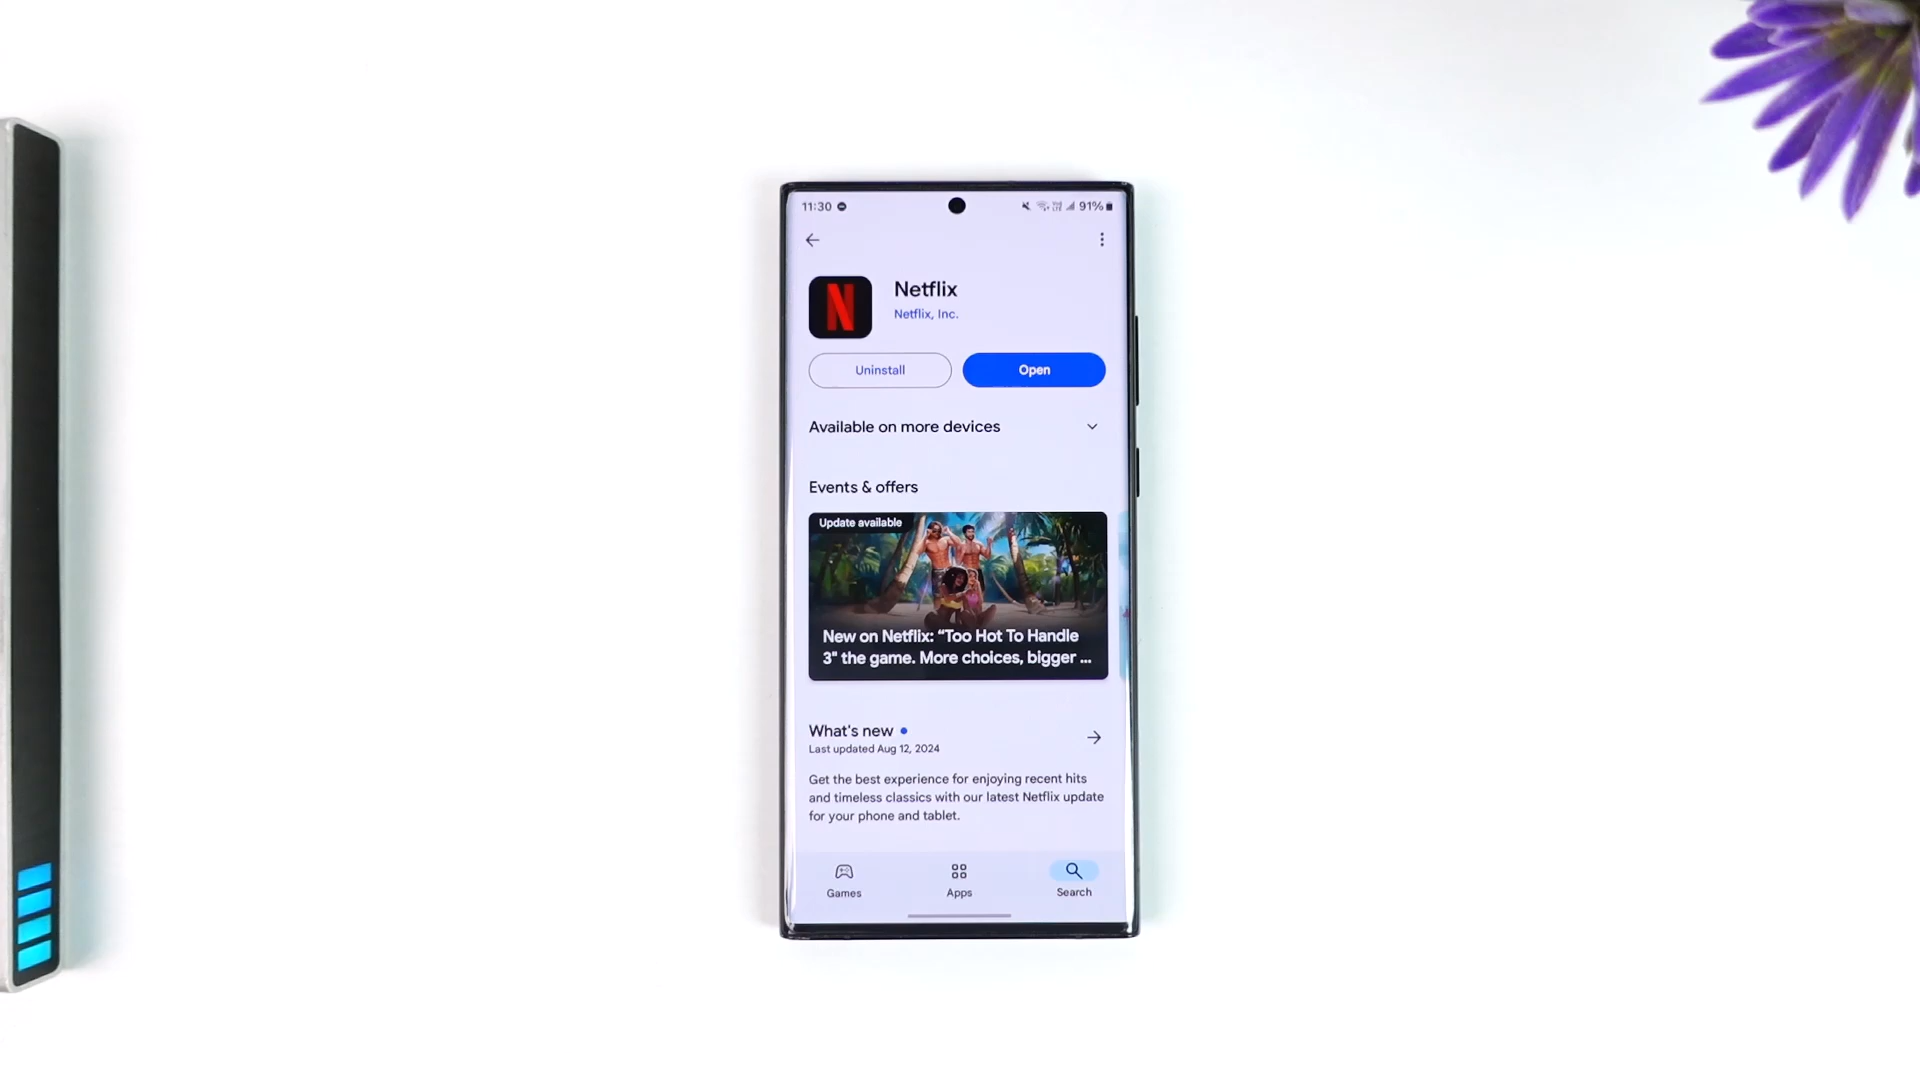 11:30
91%
Netflix
Netflix, Inc.
Uninstall
Open
Available on more devices
Events & offers
Update available
New on Netflix: “Too Hot To Handle
3" the game. More choices, bigger ...
What's new
Last updated Aug 12, 2024
Get the best experience for enjoying recent hits
and timeless classics with our latest Netflix update
for your phone and tablet.
Games
Apps
Search